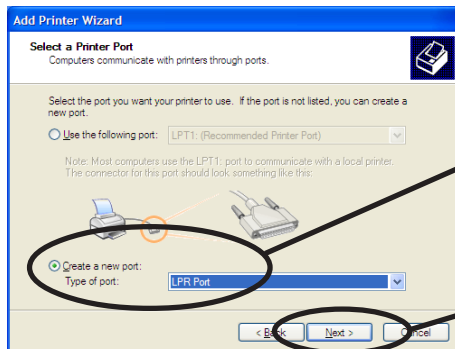 Add Printer Wizard
Select a Printer Port
Computers communicate with printers through ports.
Select the port you want your printer to use. If the port is not listed, you can create a
new port.
Use the following port: LPT1: (Recommended Printer Port)
Note: Most computers use the LPT1: port to communicate with a local printer.
The connector for this port should look something like this:
Create a new port:
Type of port: LPR Port
< Back Next > Cancel